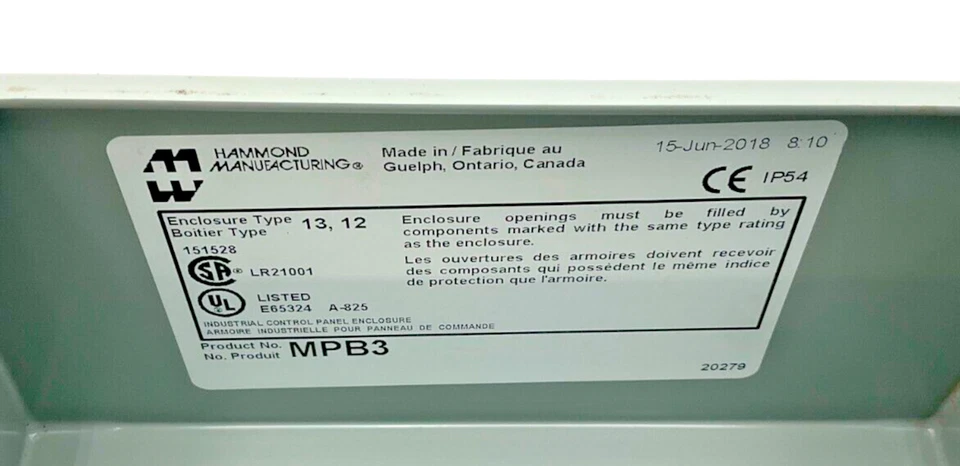 HAMMOND
MANUFACTURING®
Made in / Fabrique au
Guelph, Ontario, Canada
15-Jun-2018 8:10
CE IP54
Enclosure Type 13, 12
Boitier Type
Enclosure openings must be filled by
components marked with the same type rating
as the enclosure.
Les ouvertures des armoires doivent recevoir
des composants qui possèdent le même indice
de protection que l'armoire.
151528
SA® LR21001
UL LISTED
E65324 A-825
INDUSTRIAL CONTROL PANEL ENCLOSURE
ARMOIRE INDUSTRIELLE POUR PANNEAU DE COMMANDE
Product No. MPB3
No. Produit
20279